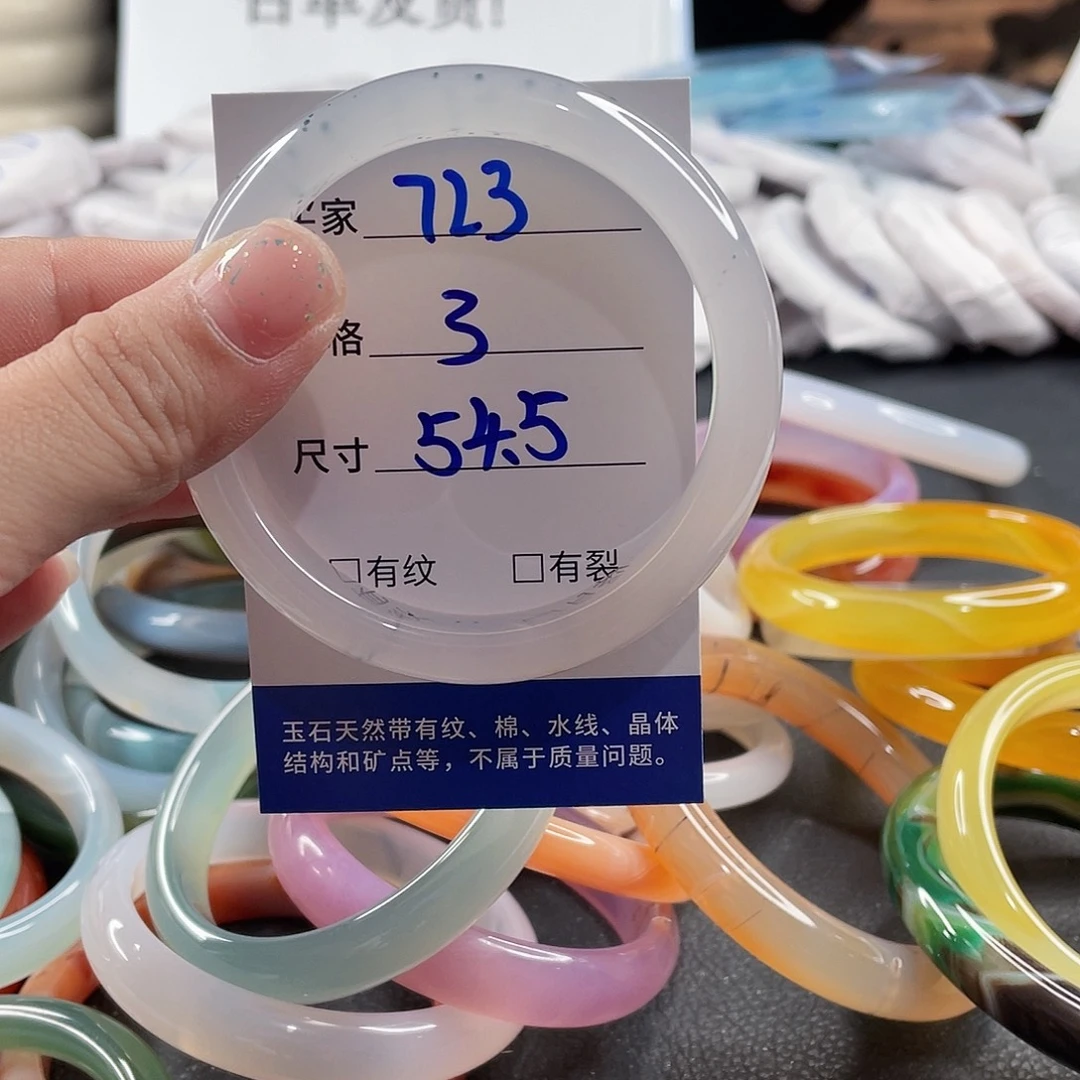 家 723
格 3
尺寸 54.5
□有纹 □有裂
玉石天然带有纹、棉、水线、晶体
结构和矿点等，不属于质量问题。